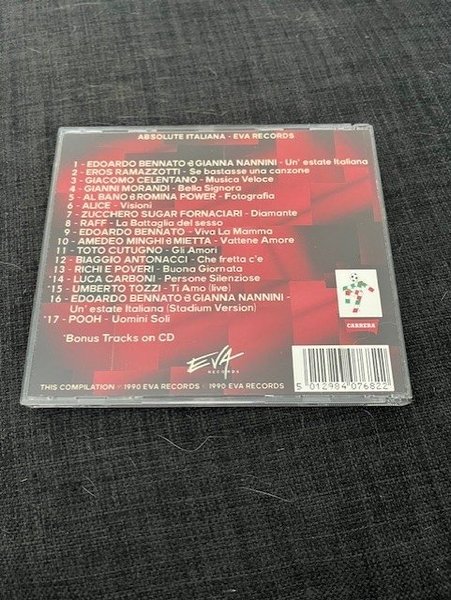 ABSOLUTE ITALIANA - EVA RECORDS
1 - EDOARDO BENNATO & GIANNA NANNINI - Un' estate Italiana
2 - EROS RAMAZZOTTI - Se bastasse una canzone
3 - GIACOMO CELENTANO - Musica Veloce
4 - GIANNI MORANDI - Bella Signora
5 - AL BANO & ROMINA POWER - Fotografia
6 - ALICE - Visioni
7 - ZUCCHERO SUGAR FORNACIARI - Diamante
8 - RAFF - La Battaglia del sesso
9 - EDOARDO BENNATO - Viva La Mamma
10 - AMEDEO MINGHI & MIETTA - Vattene Amore
11 - TOTO CUTUGNO - Gli Amori
12 - BIAGGIO ANTONACCI - Che fretta c'e
13 - RICHI E POVERI - Buona Giornata
14 - LUCA CARBONI - Persone Silenziose
*15 - UMBERTO TOZZI - Ti Amo (live)
16 - EDOARDO BENNATO & GIANNA NANNINI -
Un' estate Italiana (Stadium Version)
*17 - POOH - Uomini Soli
*Bonus Tracks on CD
CARRERA
EVA
RECORDS
THIS COMPILATION ℗ 1990 EVA RECORDS © 1990 EVA RECORDS
5 012984 076822